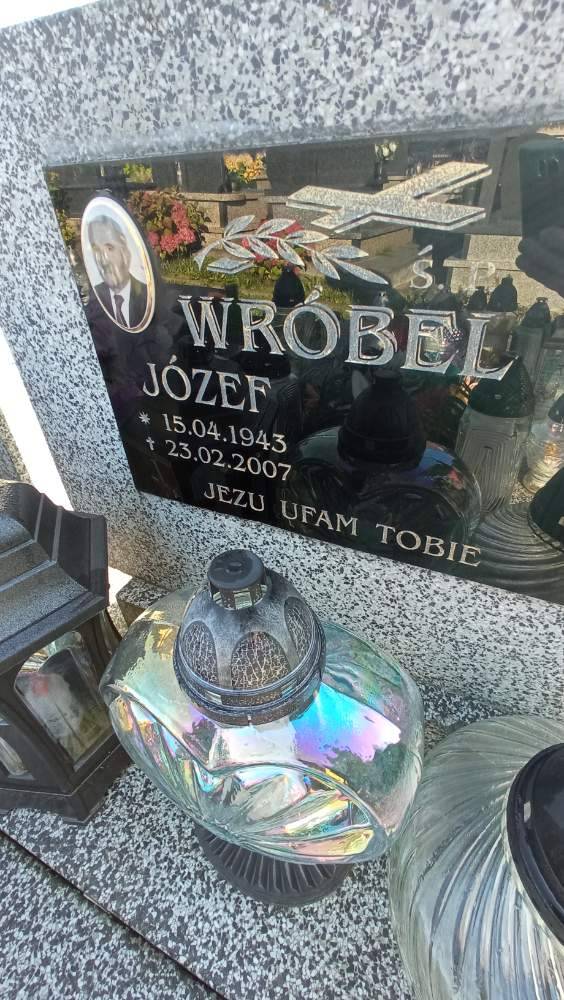 Ś. P.
WRÓBEL
JÓZEF
* 15.04.1943
✝ 23.02.2007
JEZU UFAM TOBIE